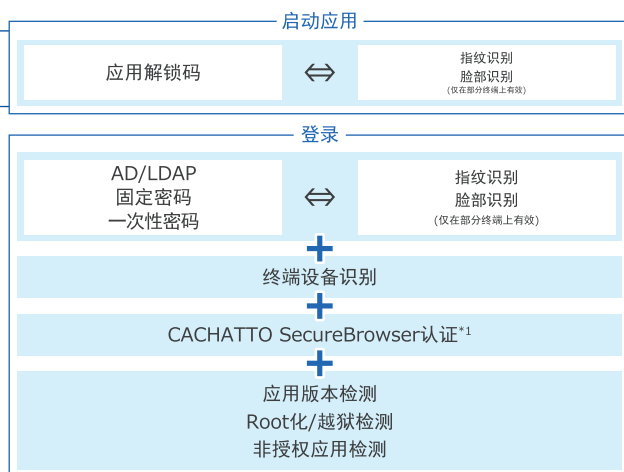 启动应用
应用解锁码
⇔
指纹识别
脸部识别
(仅在部分终端上有效)
登录
AD/LDAP
固定密码
一次性密码
⇔
指纹识别
脸部识别
(仅在部分终端上有效)
+
终端设备识别
+
CACHATTO SecureBrowser认证*1
+
应用版本检测
Root化/越狱检测
非授权应用检测